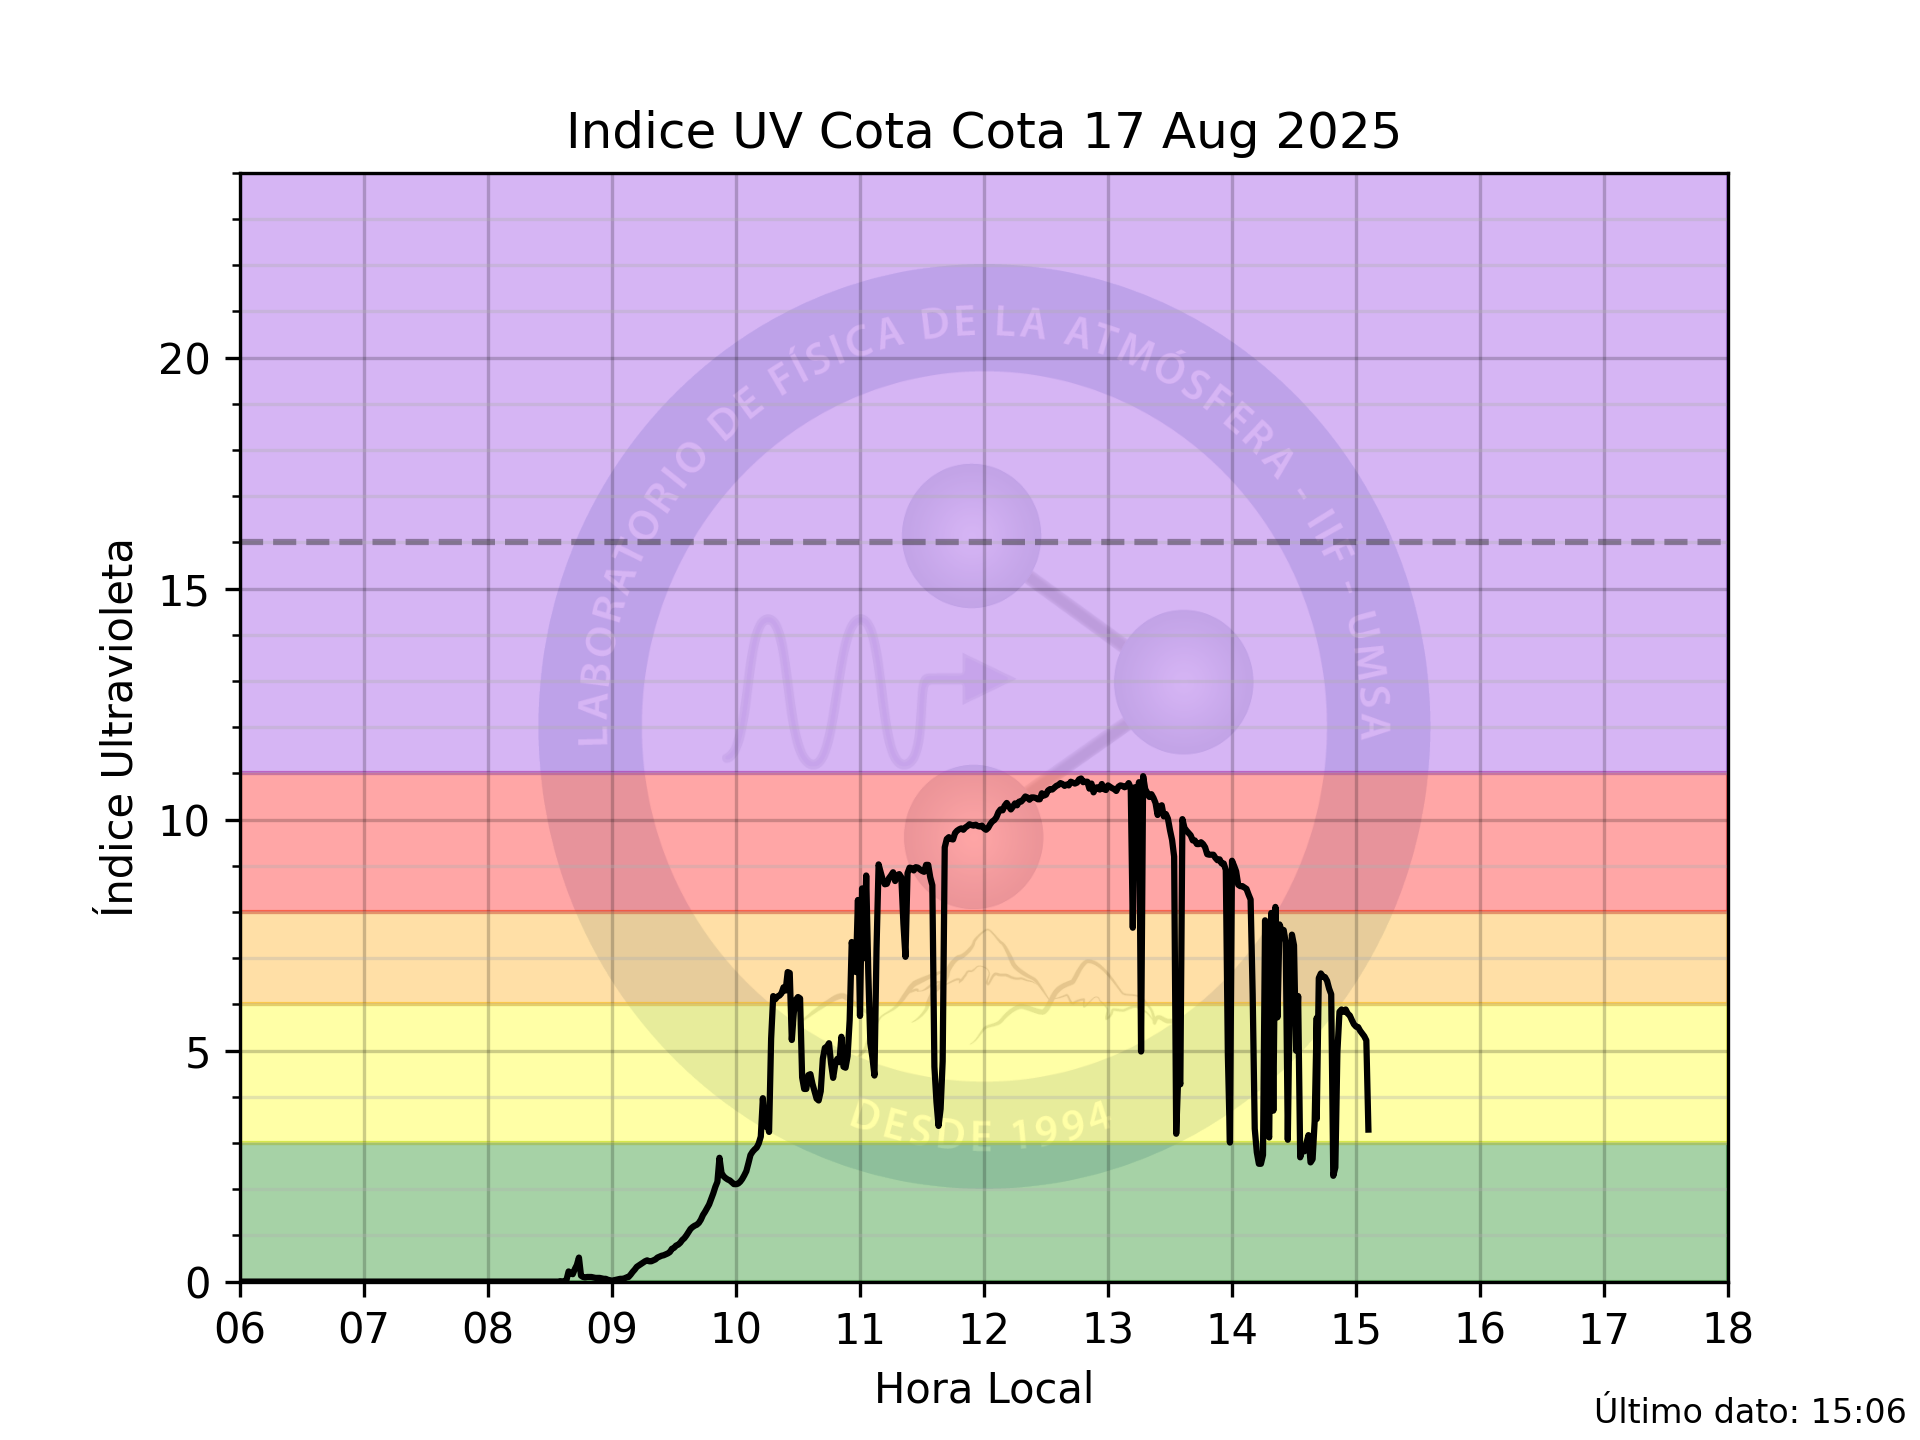 Indice UV Cota Cota 17 Aug 2025
LABORATORIO DE FÍSICA DE LA ATMÓSFERA - IIF - UMSA
DESDE 1994
Índice Ultravioleta
20
15
10
5
0
06 07 08 09 10 11 12 13 14 15 16 17 18
Hora Local
Último dato: 15:06